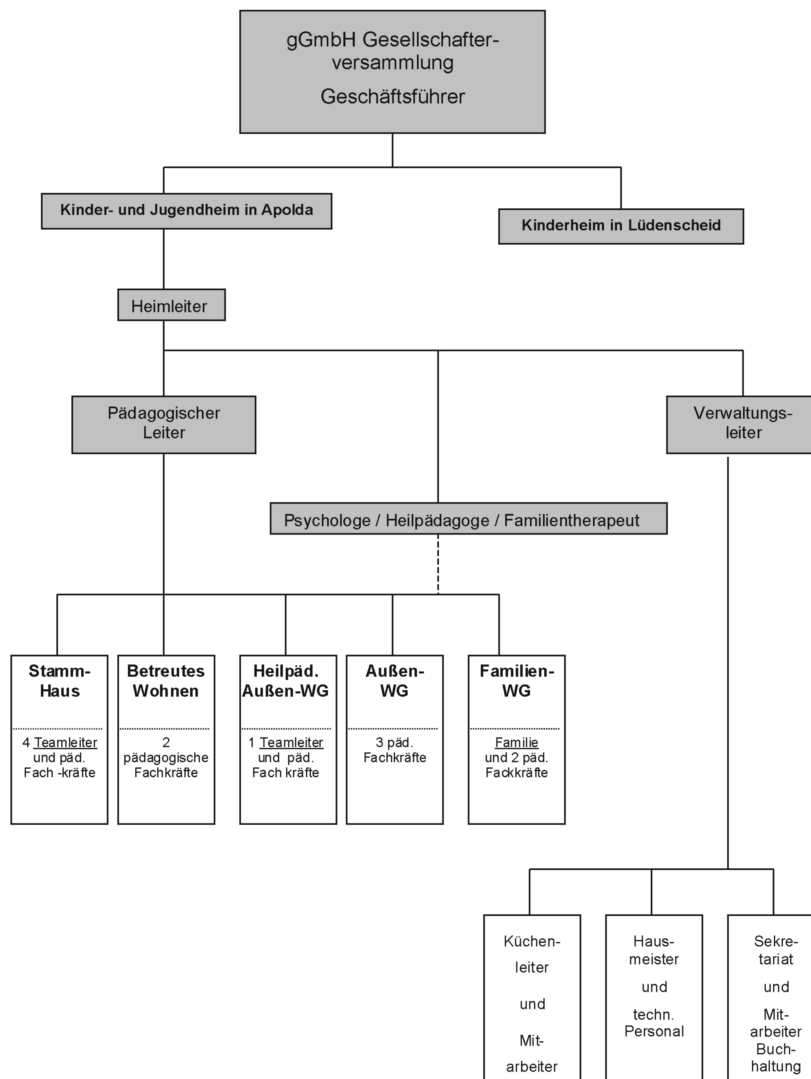 gGmbH Gesellschafter-
versammlung
Geschäftsführer
Kinder- und Jugendheim in Apolda
Kinderheim in Lüdenscheid
Heimleiter
Pädagogischer
Leiter
Verwaltungs-
leiter
Psychologe / Heilpädagoge / Familientherapeut
Stamm-
Haus
4 Teamleiter
und päd.
Fach -kräfte
Betreutes
Wohnen
2
pädagogische
Fachkräfte
Heilpäd.
Außen-WG
1 Teamleiter
und päd.
Fach kräfte
Außen-
WG
3 päd.
Fachkräfte
Familien-
WG
Familie
und 2 päd.
Fackkräfte
Küchen-
leiter
und
Mit-
arbeiter
Haus-
meister
und
techn.
Personal
Sekre-
tariat
und
Mit-
arbeiter
Buch-
haltung